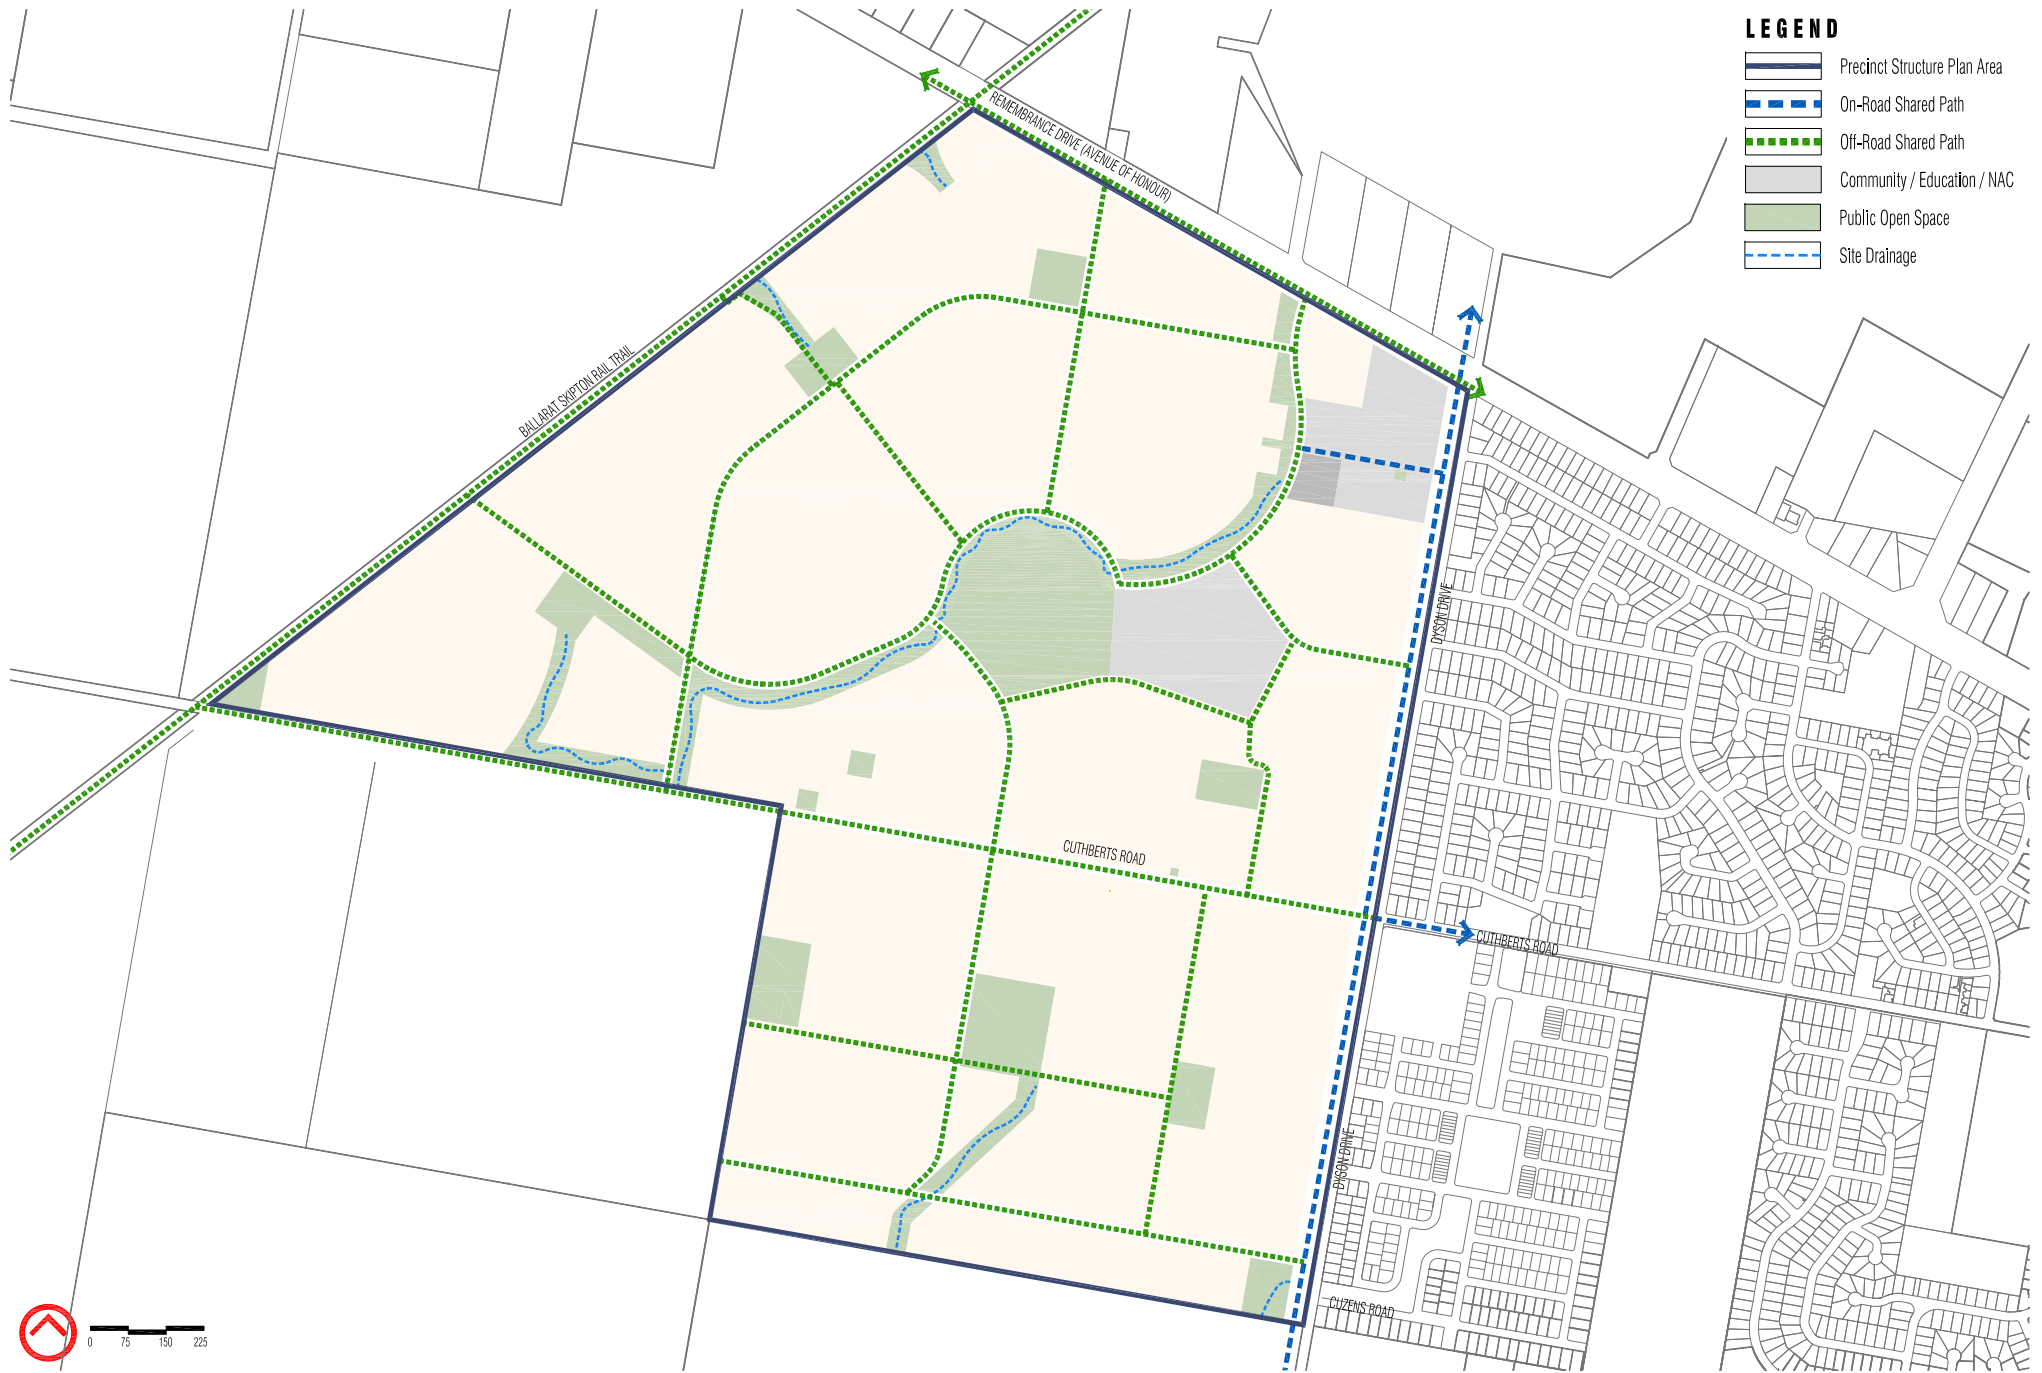 LEGEND
Precinct Structure Plan Area
On-Road Shared Path
Off-Road Shared Path
Community / Education / NAC
Public Open Space
Site Drainage
REMEMBRANCE DRIVE (AVENUE OF HONOUR)
BALLARAT SKIPTON RAIL TRAIL
DYSON DRIVE
CUTHBERTS ROAD
CUTHBERTS ROAD
DYSON DRIVE
CUZENS ROAD
0 75 150 225